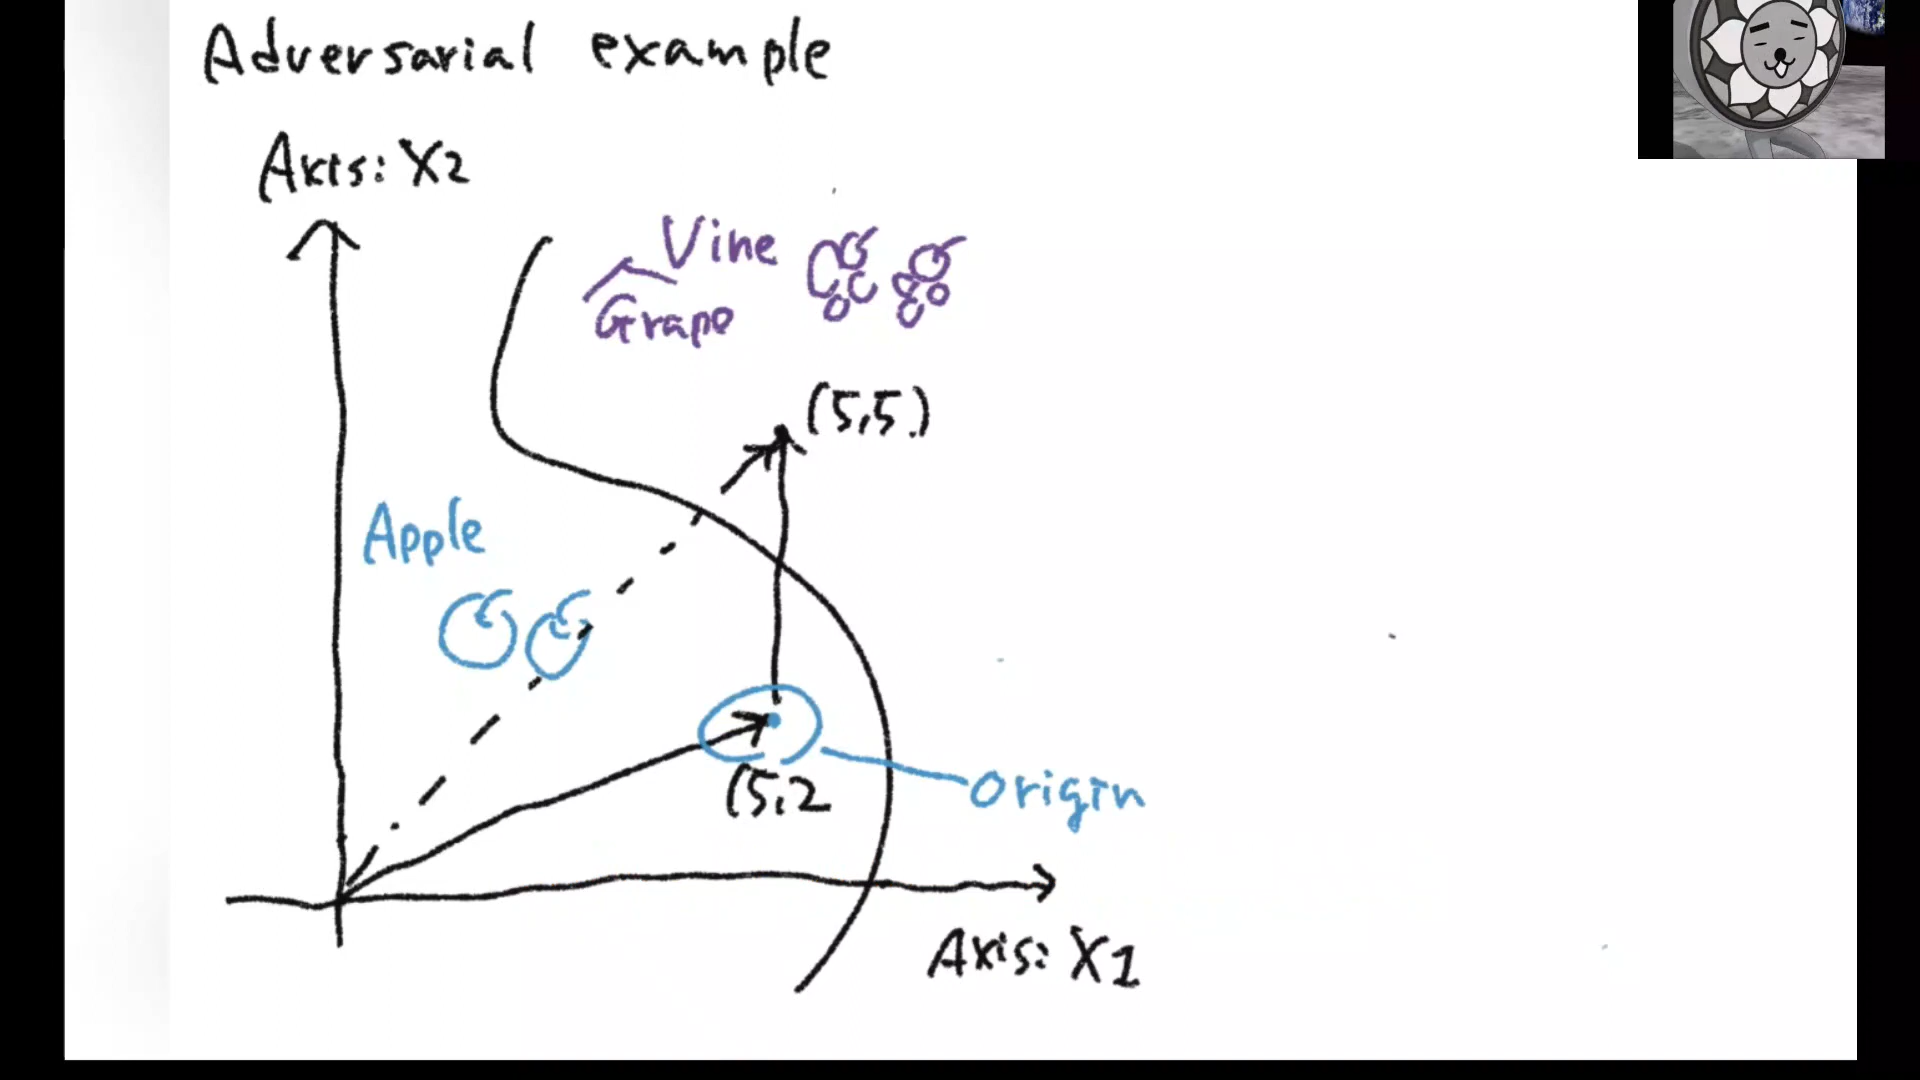 Adversarial example
Axis: X2
Vine
Grape
(5,5)
Apple
(5,2
Origin
Axis: X1